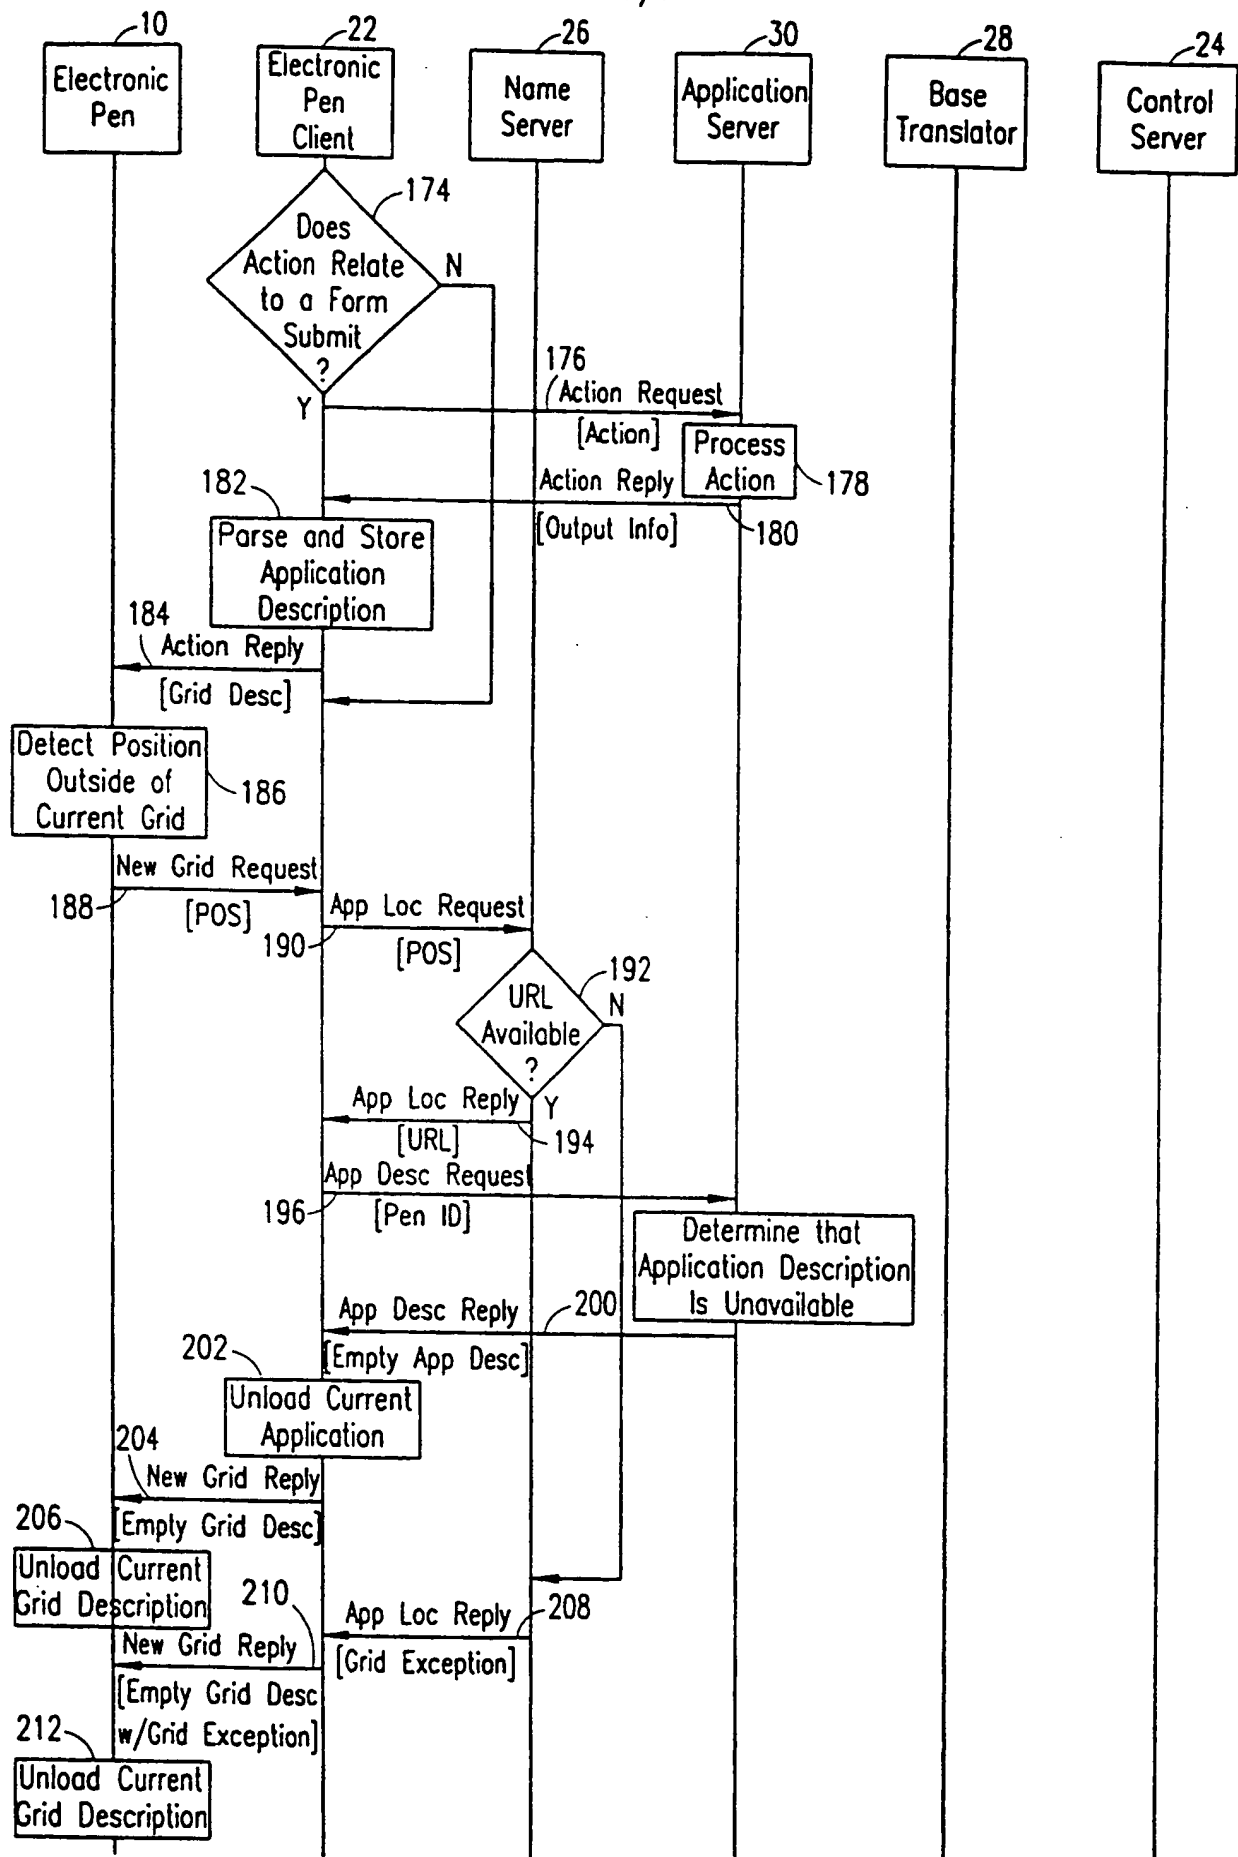 10
22
26
30
28
24
Electronic
Pen
Electronic
Pen
Client
Name
Server
Application
Server
Base
Translator
Control
Server
174
Does
Action Relate
to a Form
Submit
?
N
Y
176
Action Request
[Action]
Process
Action
178
Action Reply
[Output Info]
180
182
Parse and Store
Application
Description
184
Action Reply
[Grid Desc]
Detect Position
Outside of
Current Grid
186
New Grid Request
188
[POS]
App Loc Request
190
[POS]
192
URL
Available
?
N
Y
App Loc Reply
[URL]
194
App Desc Request
196
[Pen ID]
Determine that
Application Description
Is Unavailable
App Desc Reply
200
[Empty App Desc]
202
Unload Current
Application
204
New Grid Reply
[Empty Grid Desc]
206
Unload Current
Grid Description
App Loc Reply
208
[Grid Exception]
210
New Grid Reply
[Empty Grid Desc
w/Grid Exception]
212
Unload Current
Grid Description